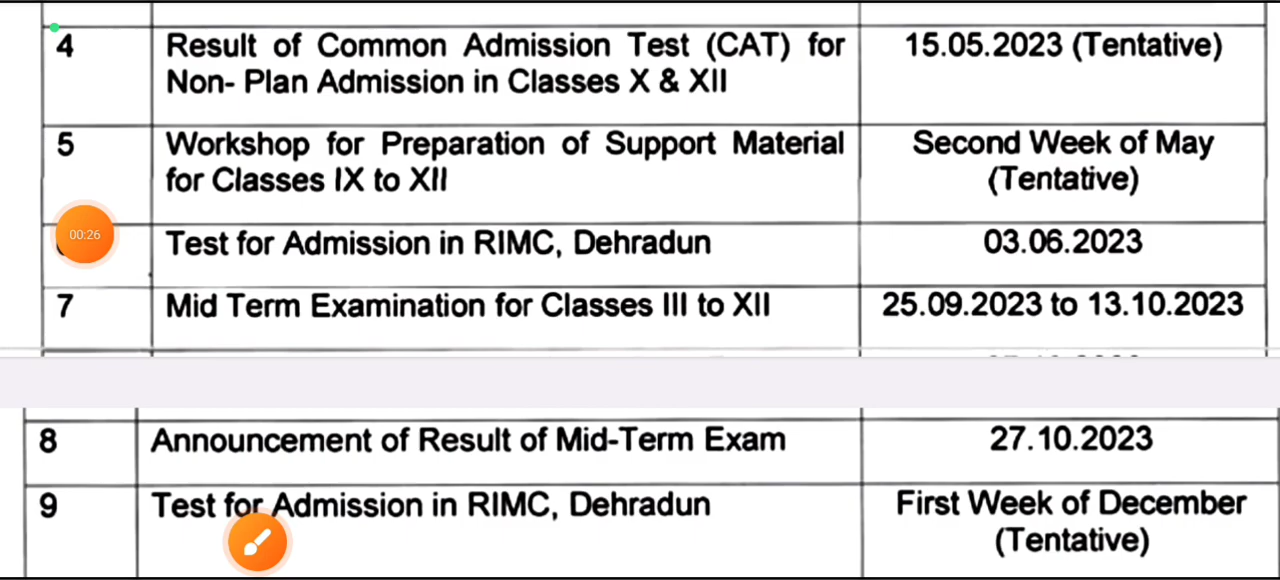 4 Result of Common Admission Test (CAT) for 15.05.2023 (Tentative)
Non- Plan Admission in Classes X & XII
5 Workshop for Preparation of Support Material Second Week of May
for Classes IX to XII (Tentative)
00:26 Test for Admission in RIMC, Dehradun 03.06.2023
7 Mid Term Examination for Classes III to XII 25.09.2023 to 13.10.2023
8 Announcement of Result of Mid-Term Exam 27.10.2023
9 Test for Admission in RIMC, Dehradun First Week of December
(Tentative)